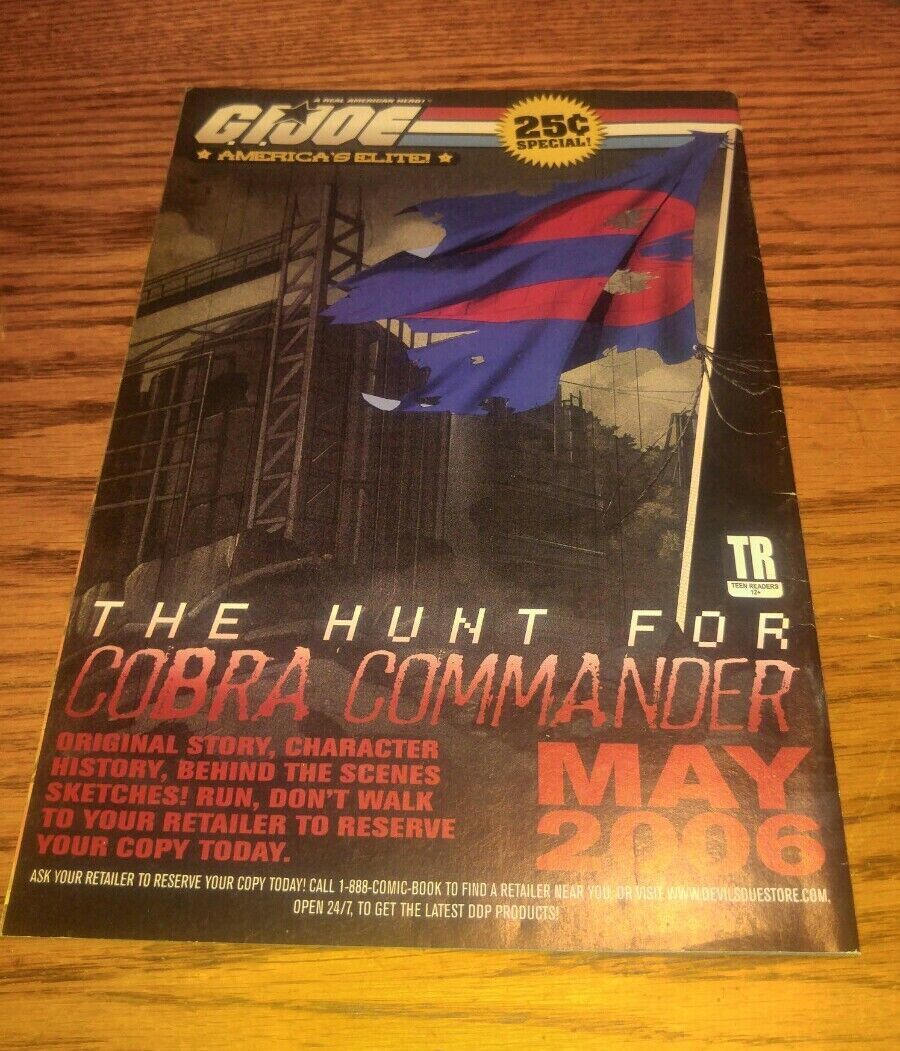 A REAL AMERICAN HERO!
G.I. JOE
AMERICA'S ELITE!
25¢
SPECIAL!
TR
TEEN READERS
12+
THE HUNT FOR
COBRA COMMANDER
ORIGINAL STORY, CHARACTER
HISTORY, BEHIND THE SCENES
SKETCHES! RUN, DON'T WALK
TO YOUR RETAILER TO RESERVE
YOUR COPY TODAY.
MAY
2006
ASK YOUR RETAILER TO RESERVE YOUR COPY TODAY! CALL 1-888-COMIC-BOOK TO FIND A RETAILER NEAR YOU, OR VISIT WWW.DEVILSDUESTORE.COM,
OPEN 24/7, TO GET THE LATEST DDP PRODUCTS!